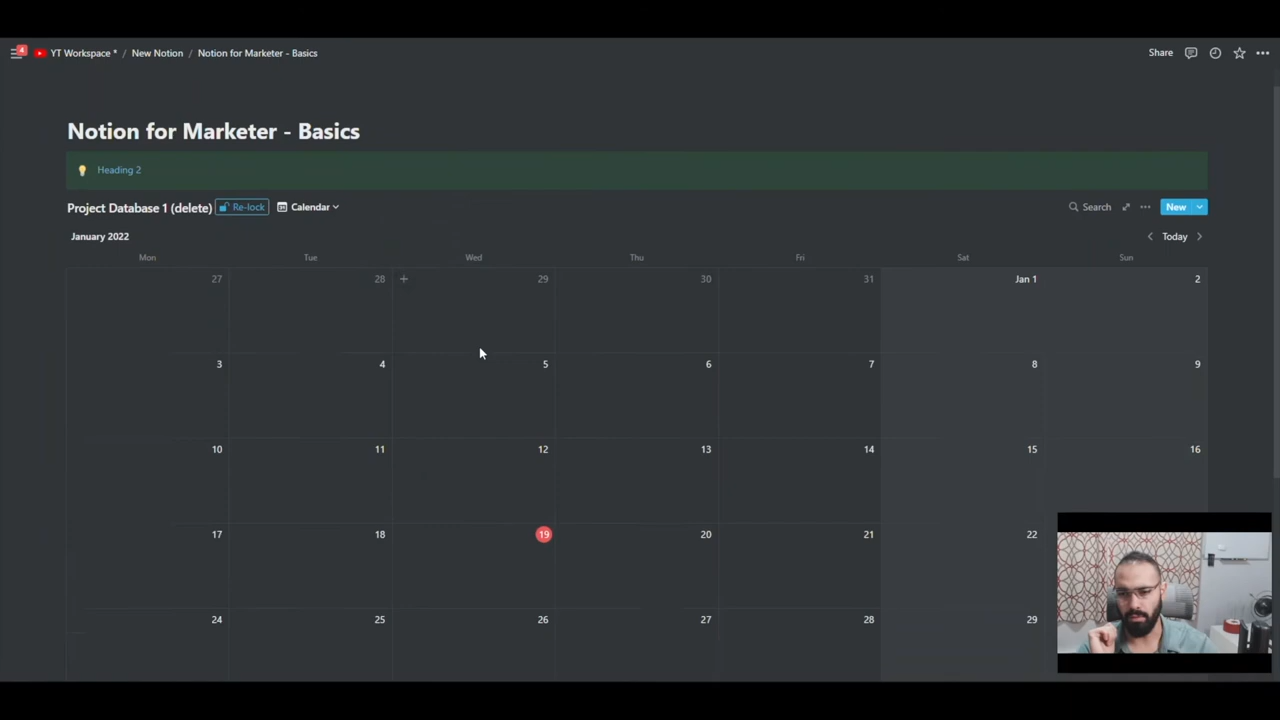 4
YT Workspace * / New Notion / Notion for Marketer - Basics
Share
Notion for Marketer - Basics
Heading 2
Project Database 1 (delete) Re-lock Calendar
Search New
January 2022
Today
Mon Tue Wed Thu Fri Sat Sun
27 28 29 30 31 Jan 1 2
3 4 5 6 7 8 9
10 11 12 13 14 15 16
17 18 19 20 21 22
24 25 26 27 28 29